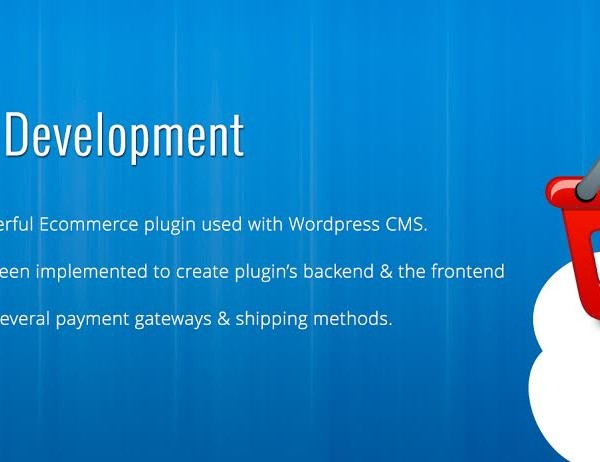 Development
erful Ecommerce plugin used with Wordpress CMS.
een implemented to create plugin’s backend & the frontend
everal payment gateways & shipping methods.